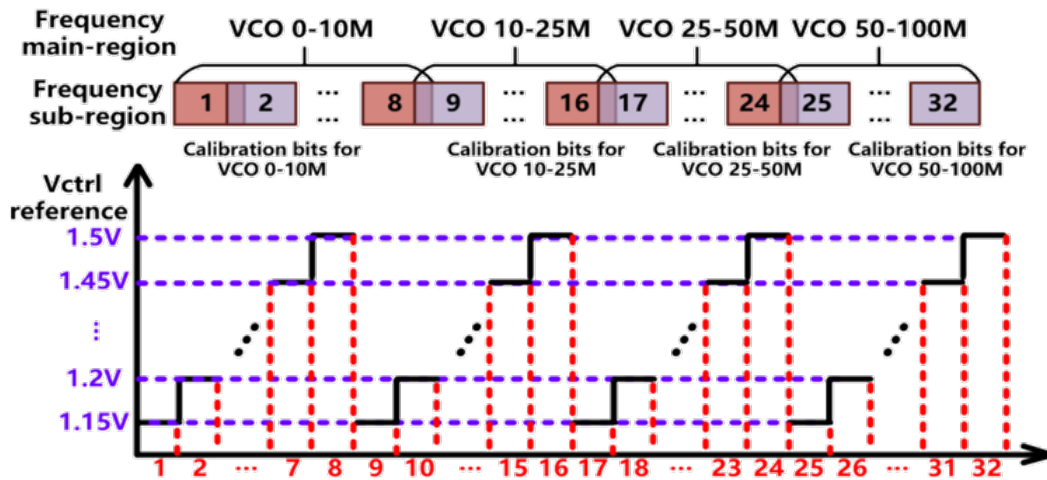 Frequency main-region
VCO 0-10M VCO 10-25M VCO 25-50M VCO 50-100M
Frequency sub-region
1 2 ... 8 9 ... 16 17 ... 24 25 ... 32
Calibration bits for VCO 0-10M
Calibration bits for VCO 10-25M
Calibration bits for VCO 25-50M
Calibration bits for VCO 50-100M
Vctrl reference
1.5V
1.45V
...
1.2V
1.15V
1 2 ... 7 8 9 10 ... 15 16 17 18 ... 23 24 25 26 ... 31 32